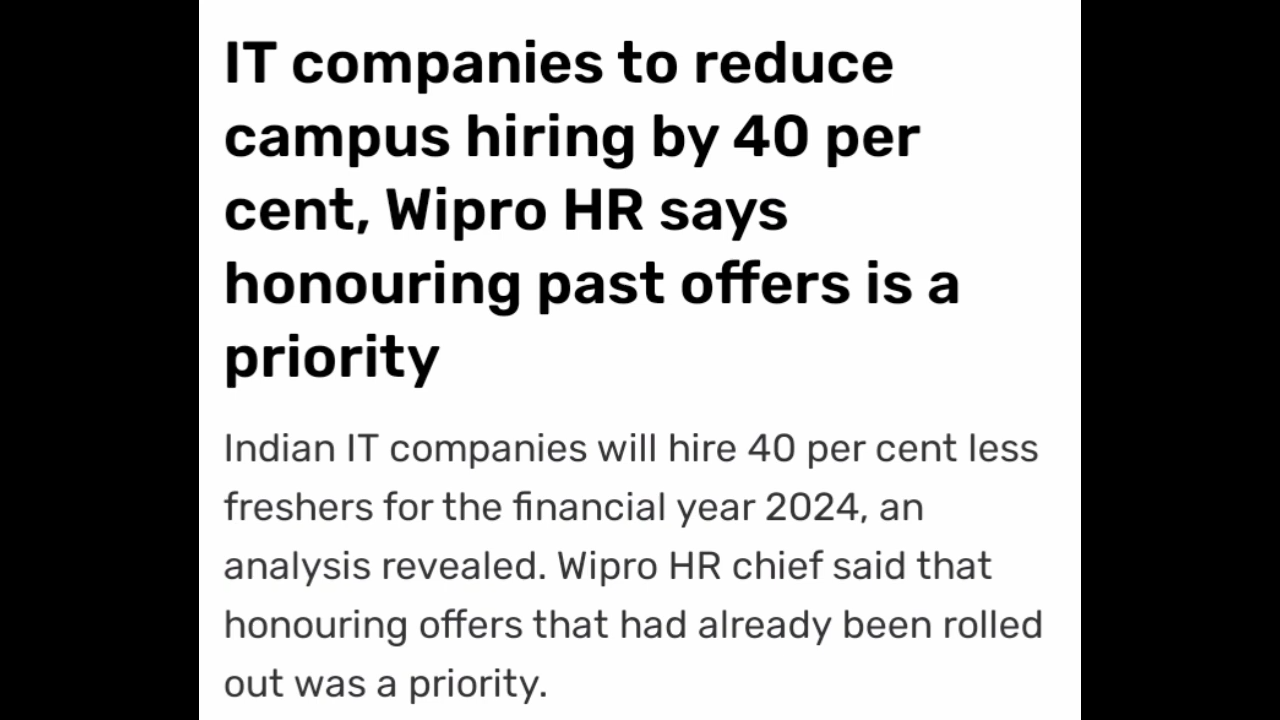 IT companies to reduce
campus hiring by 40 per
cent, Wipro HR says
honouring past offers is a
priority
Indian IT companies will hire 40 per cent less
freshers for the financial year 2024, an
analysis revealed. Wipro HR chief said that
honouring offers that had already been rolled
out was a priority.